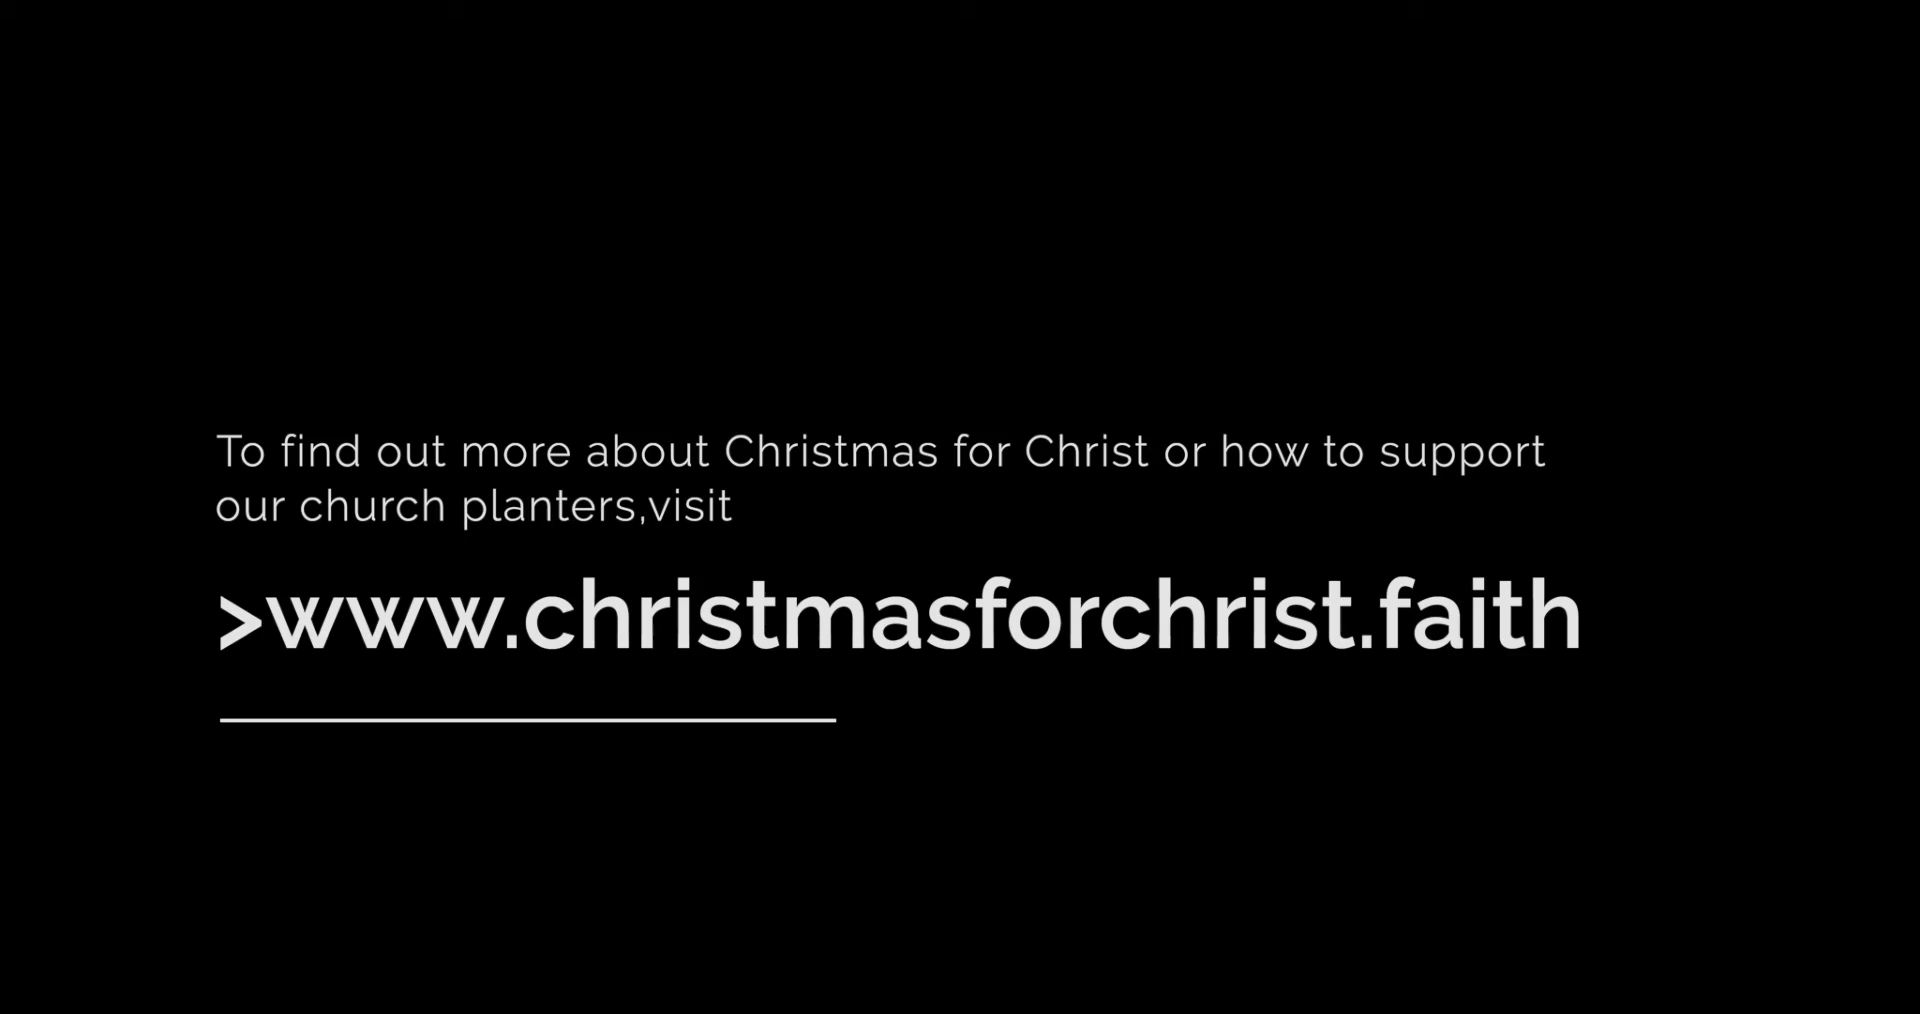 To find out more about Christmas for Christ or how to support
our church planters,visit
>www.christmasforchrist.faith